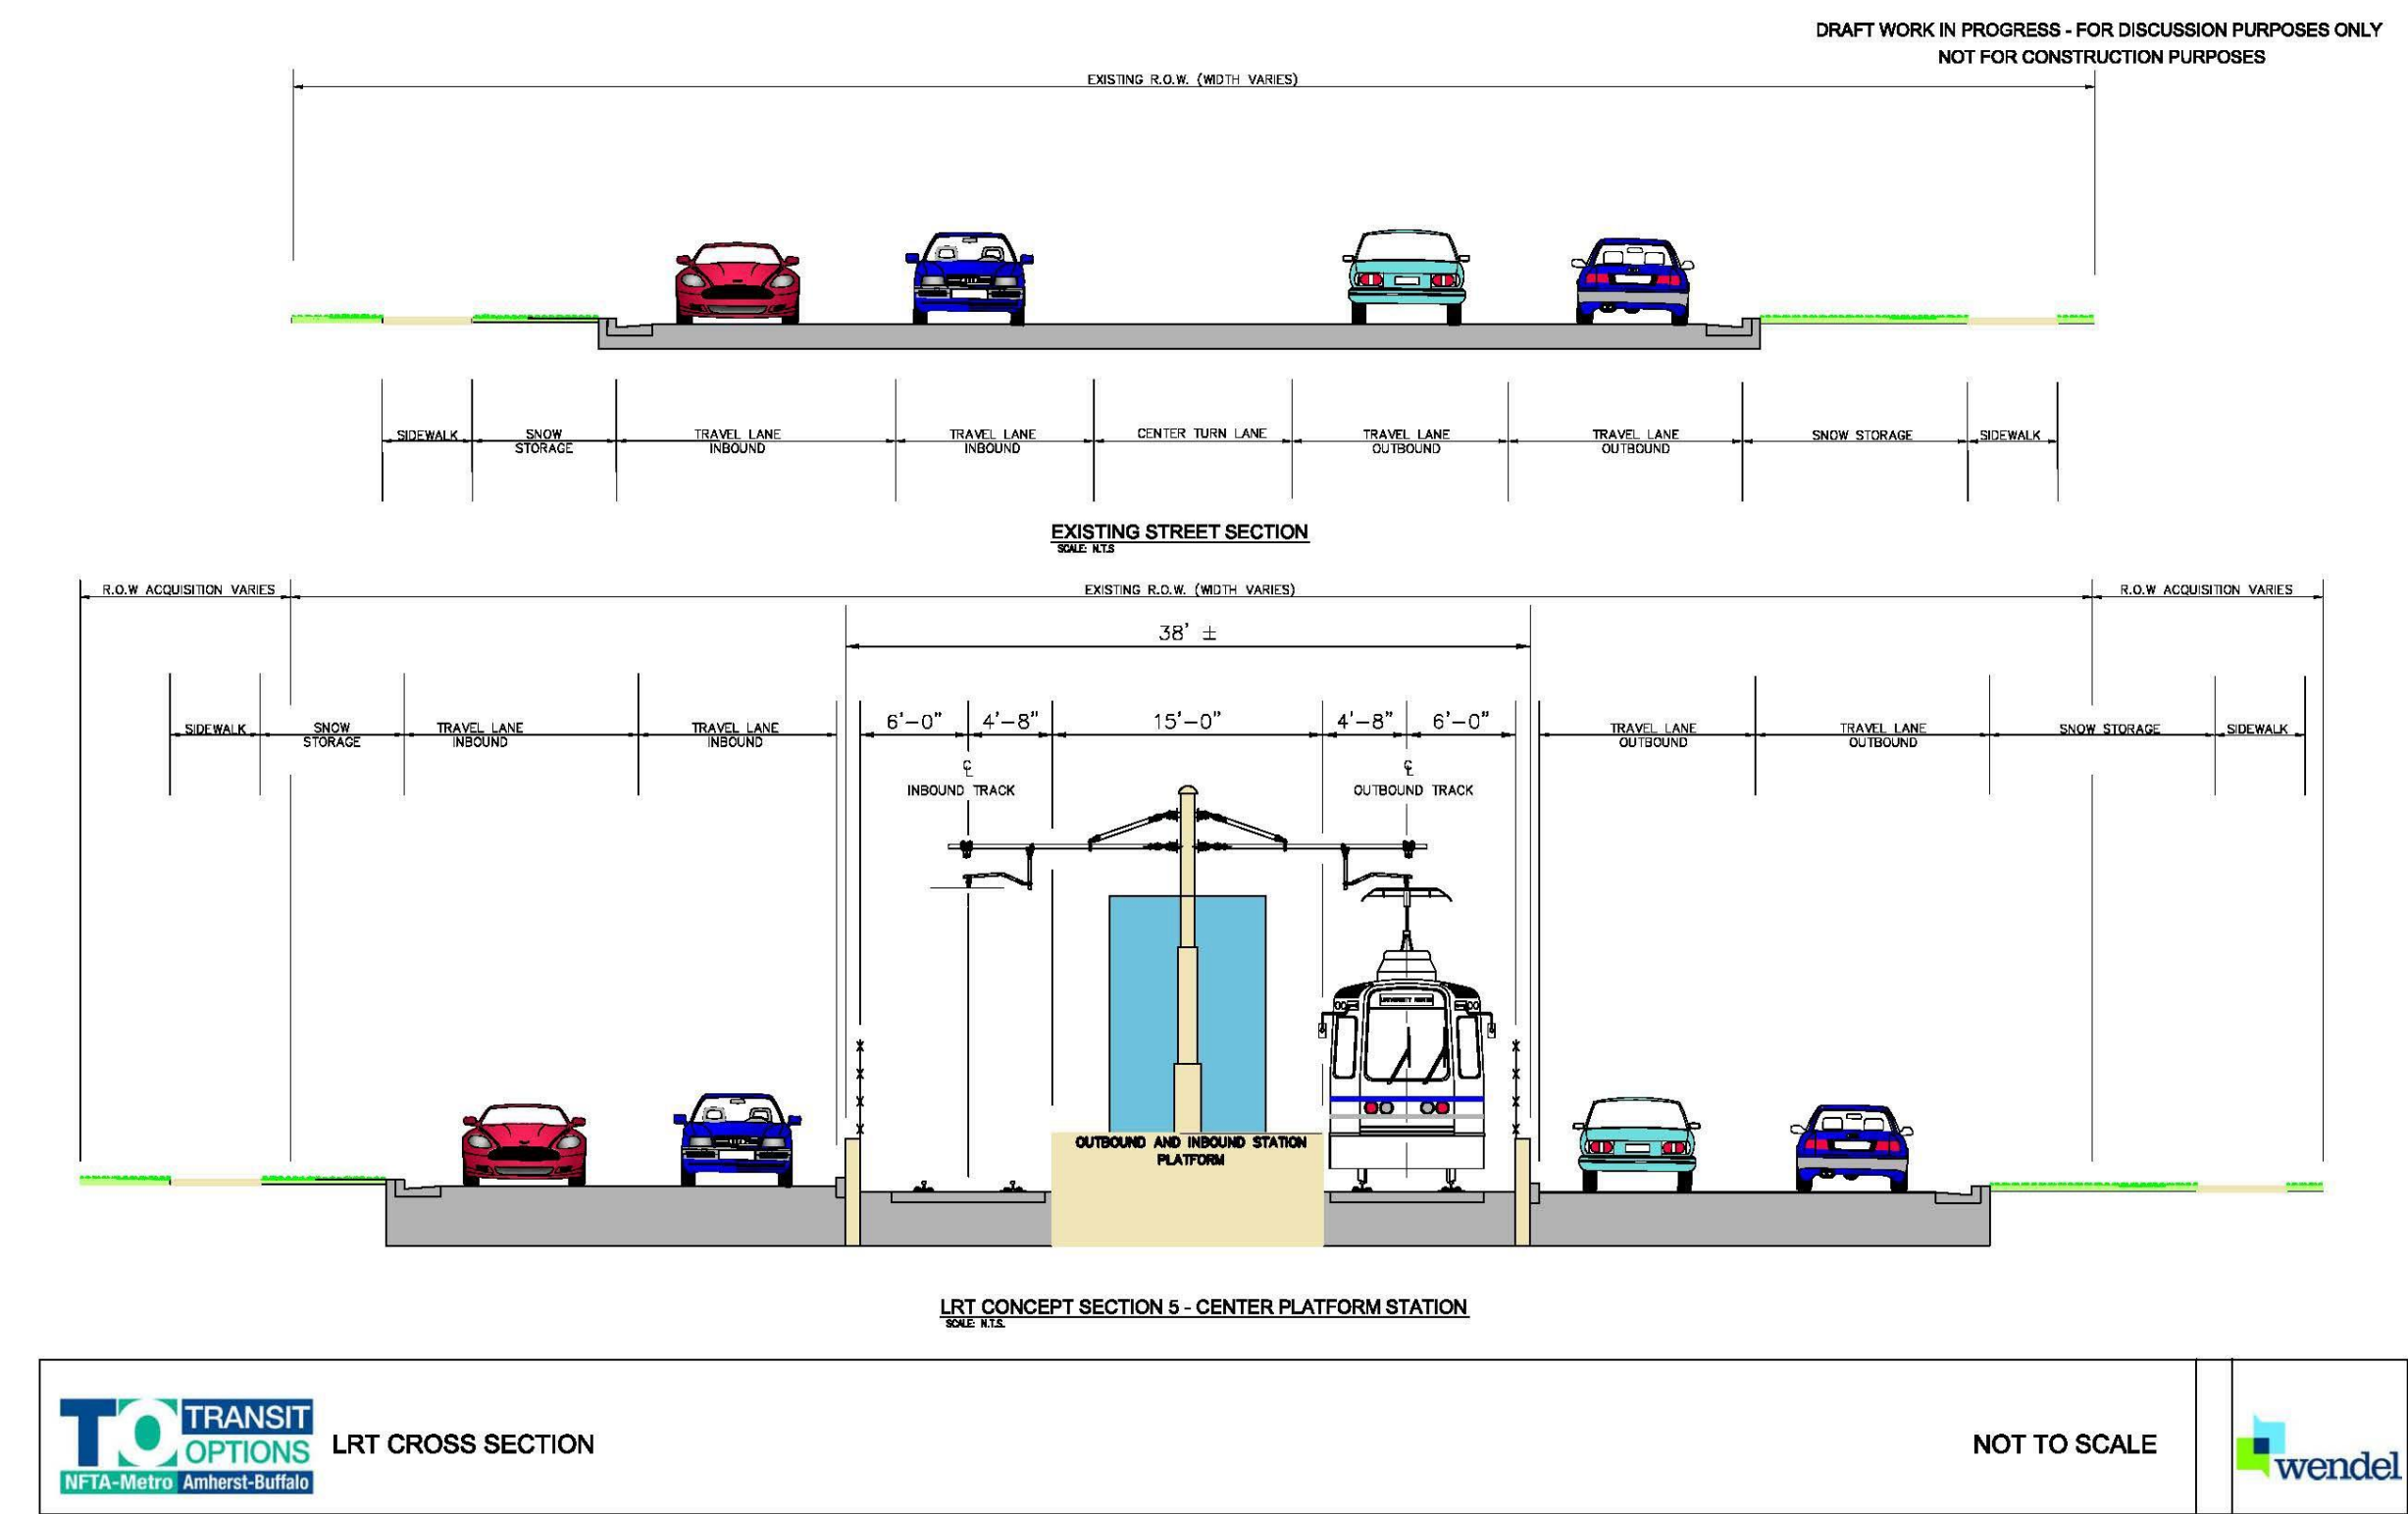 DRAFT WORK IN PROGRESS - FOR DISCUSSION PURPOSES ONLY
NOT FOR CONSTRUCTION PURPOSES
EXISTING R.O.W. (WIDTH VARIES)
SIDEWALK
SNOW
STORAGE
TRAVEL LANE
INBOUND
TRAVEL LANE
INBOUND
CENTER TURN LANE
TRAVEL LANE
OUTBOUND
TRAVEL LANE
OUTBOUND
SNOW STORAGE
SIDEWALK
EXISTING STREET SECTION
SCALE: N.T.S
R.O.W ACQUISITION VARIES
EXISTING R.O.W. (WIDTH VARIES)
R.O.W ACQUISITION VARIES
38' ±
SIDEWALK
SNOW
STORAGE
TRAVEL LANE
INBOUND
TRAVEL LANE
INBOUND
6'-0"
4'-8"
15'-0"
4'-8"
6'-0"
TRAVEL LANE
OUTBOUND
TRAVEL LANE
OUTBOUND
SNOW STORAGE
SIDEWALK
℄
INBOUND TRACK
℄
OUTBOUND TRACK
OUTBOUND AND INBOUND STATION
PLATFORM
LRT CONCEPT SECTION 5 - CENTER PLATFORM STATION
SCALE: N.T.S.
TO TRANSIT
OPTIONS
NFTA-Metro Amherst-Buffalo
LRT CROSS SECTION
NOT TO SCALE
wendel